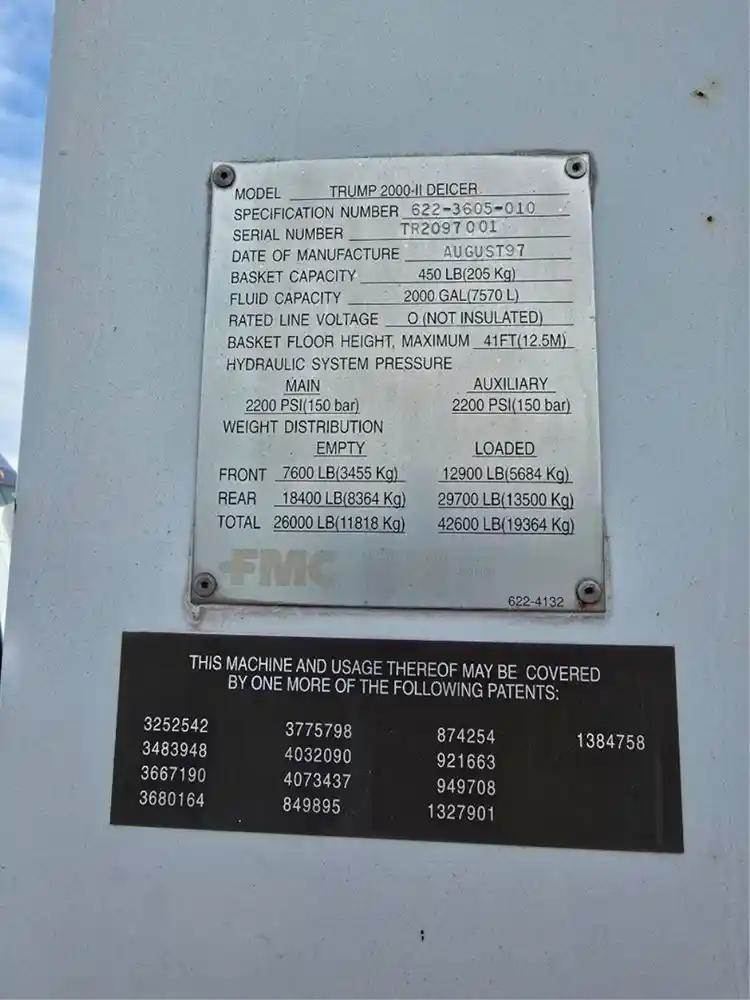 MODEL TRUMP 2000-II DEICER
SPECIFICATION NUMBER 622-3605-010
SERIAL NUMBER TR2097001
DATE OF MANUFACTURE AUGUST97
BASKET CAPACITY 450 LB(205 Kg)
FLUID CAPACITY 2000 GAL(7570 L)
RATED LINE VOLTAGE O (NOT INSULATED)
BASKET FLOOR HEIGHT, MAXIMUM 41FT(12.5M)
HYDRAULIC SYSTEM PRESSURE
MAIN AUXILIARY
2200 PSI(150 bar) 2200 PSI(150 bar)
WEIGHT DISTRIBUTION
EMPTY LOADED
FRONT 7600 LB(3455 Kg) 12900 LB(5684 Kg)
REAR 18400 LB(8364 Kg) 29700 LB(13500 Kg)
TOTAL 26000 LB(11818 Kg) 42600 LB(19364 Kg)
FMC
622-4132
THIS MACHINE AND USAGE THEREOF MAY BE COVERED
BY ONE MORE OF THE FOLLOWING PATENTS:
3252542 3775798 874254 1384758
3483948 4032090 921663
3667190 4073437 949708
3680164 849895 1327901